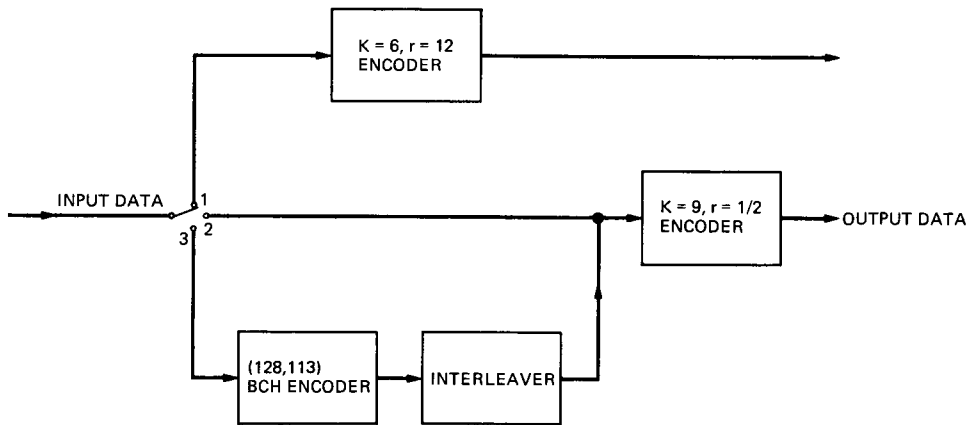 K = 6, r = 12
ENCODER
INPUT DATA
1
2
3
K = 9, r = 1/2
ENCODER
OUTPUT DATA
(128,113)
BCH ENCODER
INTERLEAVER